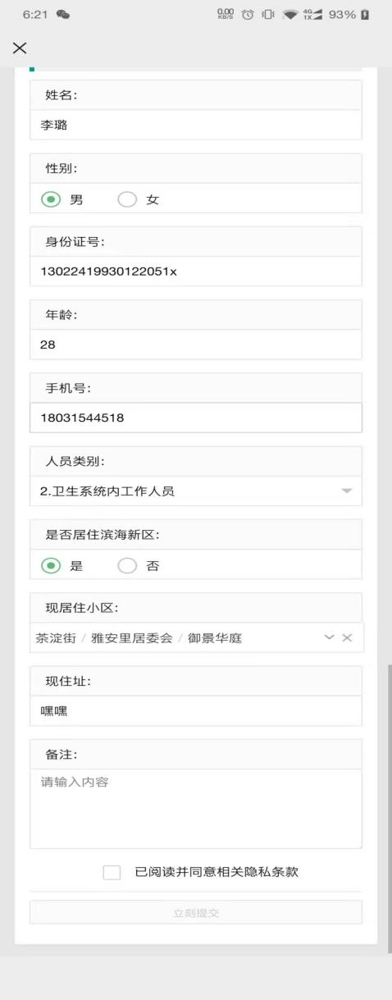 6:21
0.00 KB/S 4G 1X 93%
姓名:
李璐
性别:
男 女
身份证号:
13022419930122051x
年龄:
28
手机号:
18031544518
人员类别:
2.卫生系统内工作人员
是否居住滨海新区:
是 否
现居住小区:
茶淀街 / 雅安里居委会 / 御景华庭
现住址:
嘿嘿
备注:
请输入内容
已阅读并同意相关隐私条款
立刻提交